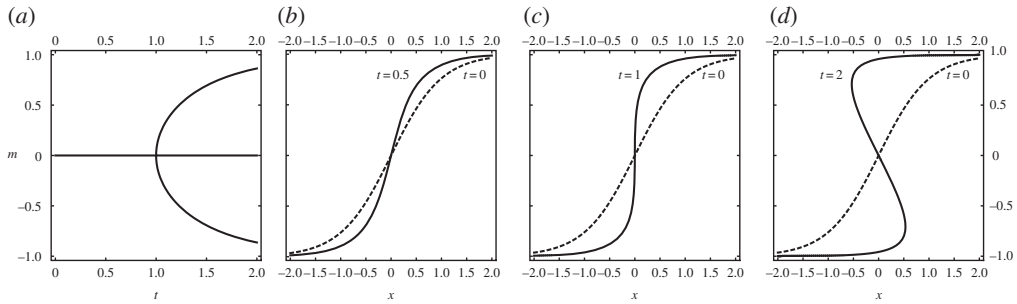 (a) (b) (c) (d)
0 0.5 1.0 1.5 2.0 −2.0 −1.5 −1.0 −0.5 0 0.5 1.0 1.5 2.0 −2.0 −1.5 −1.0 −0.5 0 0.5 1.0 1.5 2.0 −2.0 −1.5 −1.0 −0.5 0 0.5 1.0 1.5 2.0
1.0 1.0
t = 0.5 t = 0 t = 1 t = 0 t = 2 t = 0
0.5 0.5
m 0 0
−0.5 −0.5
−1.0 −1.0
0 0.5 1.0 1.5 2.0 −2.0 −1.5 −1.0 −0.5 0 0.5 1.0 1.5 2.0 −2.0 −1.5 −1.0 −0.5 0 0.5 1.0 1.5 2.0 −2.0 −1.5 −1.0 −0.5 0 0.5 1.0 1.5 2.0
t x x x